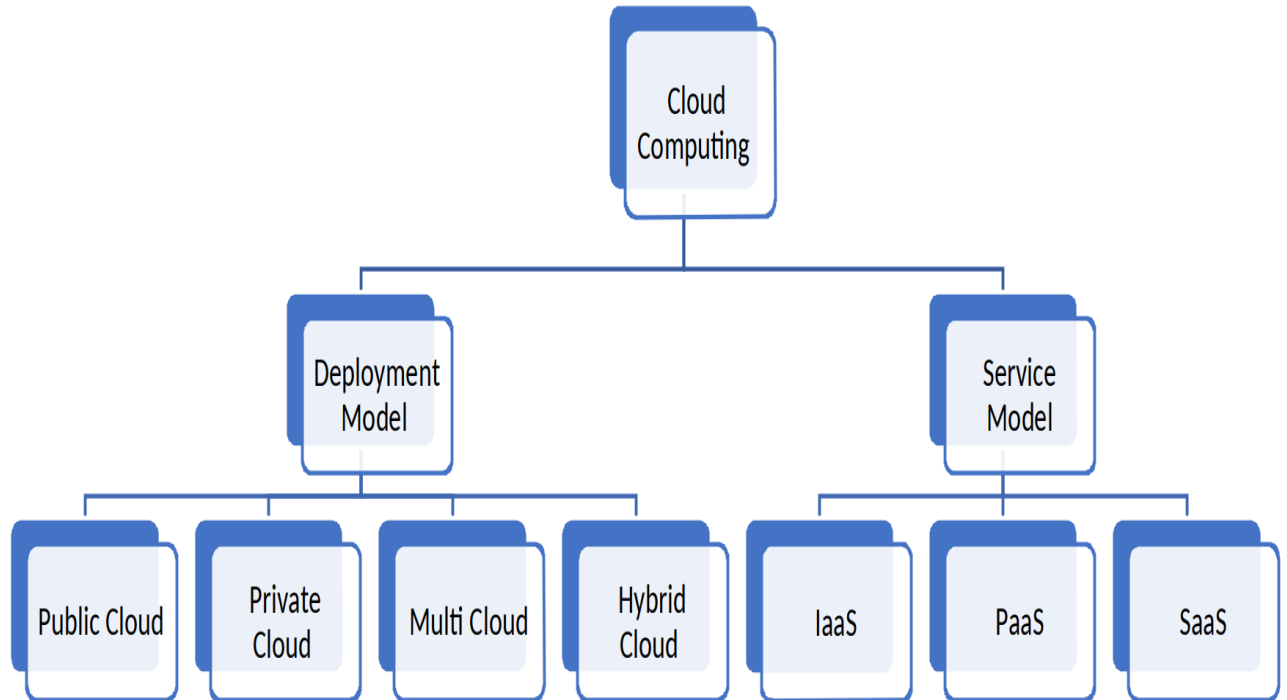 Cloud
Computing
Deployment
Model
Service
Model
Public Cloud
Private
Cloud
Multi Cloud
Hybrid
Cloud
IaaS
PaaS
SaaS